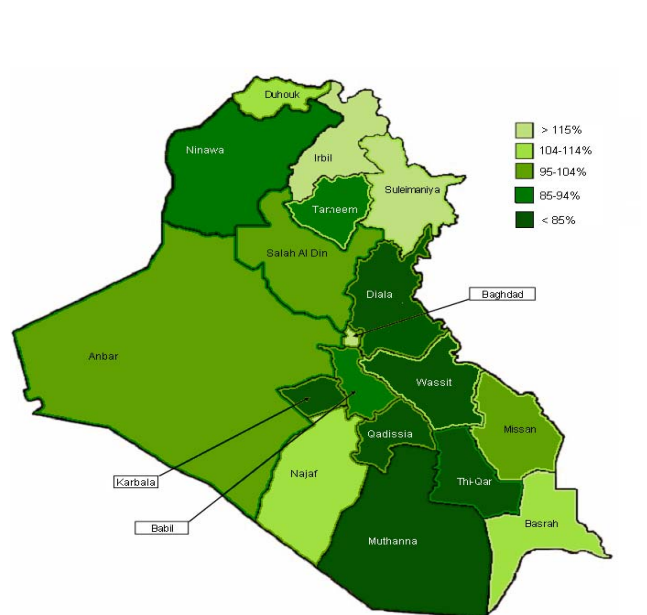 Duhouk
> 115%
104-114%
95-104%
85-94%
< 85%
Ninawa
Irbil
Suleimaniya
Tameem
Salah Al Din
Diala
Baghdad
Anbar
Wassit
Missan
Qadissia
Karbala
Najaf
Thi-Qar
Babil
Basrah
Muthanna